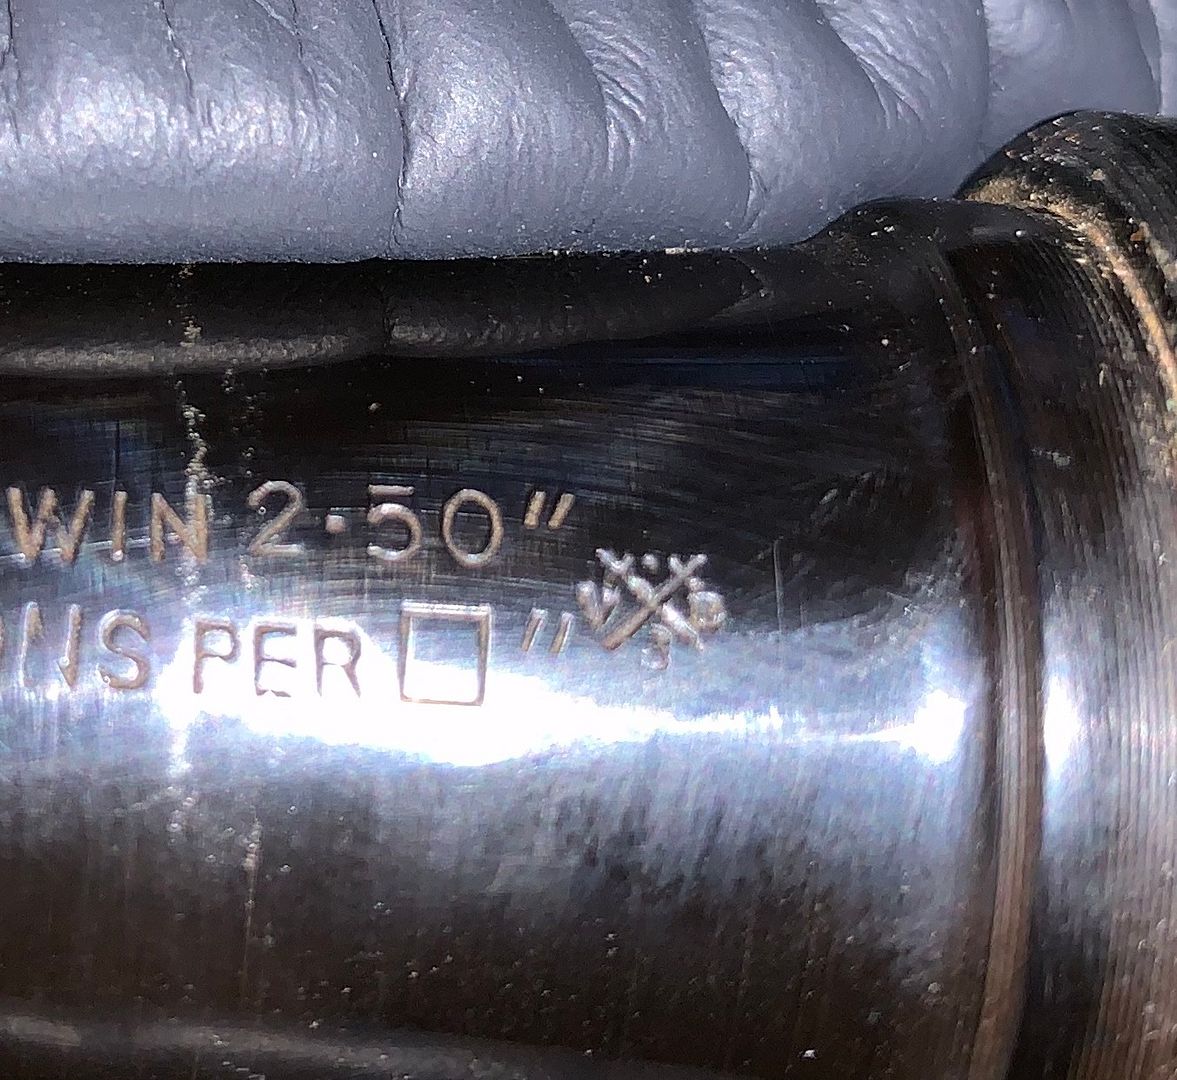 WIN 2·50"
NS PER □"